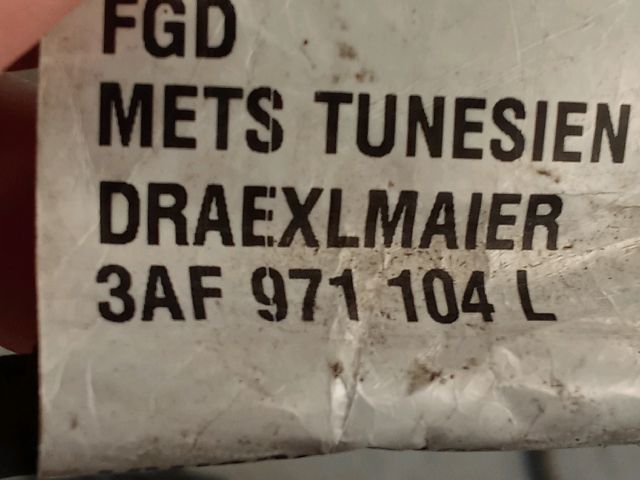 FGD
METS TUNESIEN
DRAEXLMAIER
3AF 971 104 L